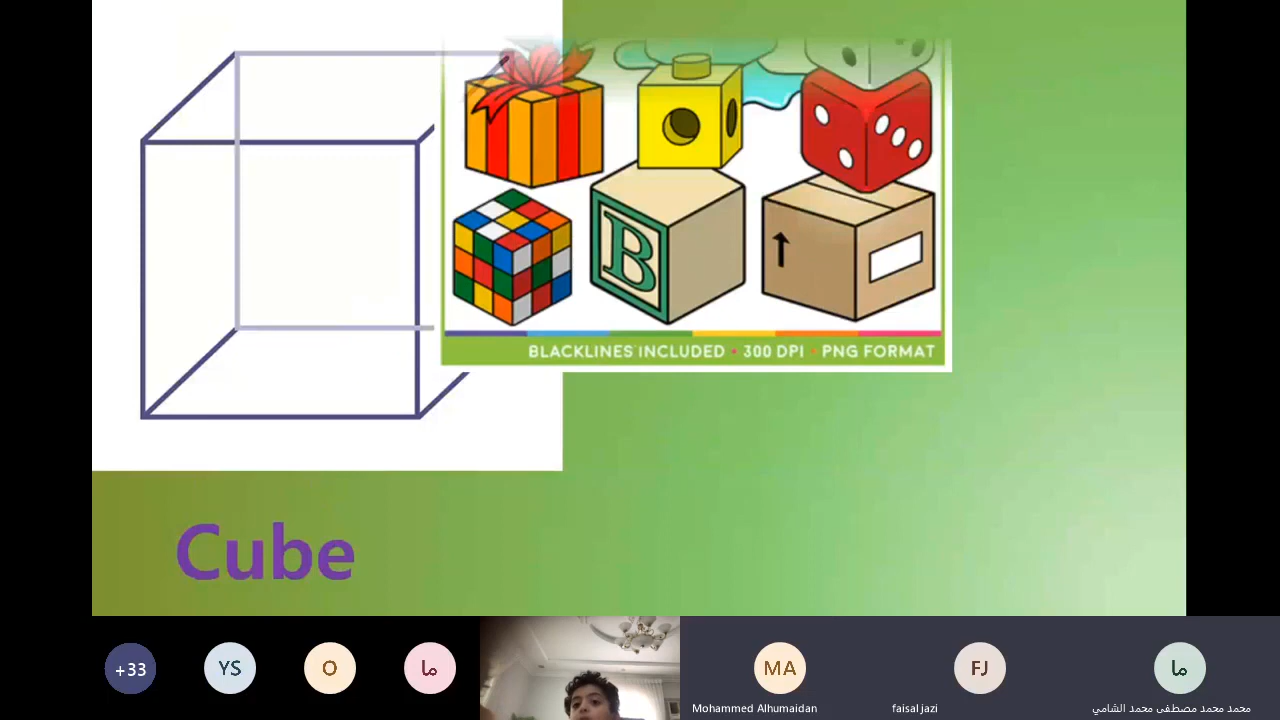 B
BLACKLINES INCLUDED • 300 DPI • PNG FORMAT
Cube
+33
YS
O
ما
MA
FJ
ما
Mohammed Alhumaidan
faisal jazi
محمد محمد مصطفى محمد الشامي